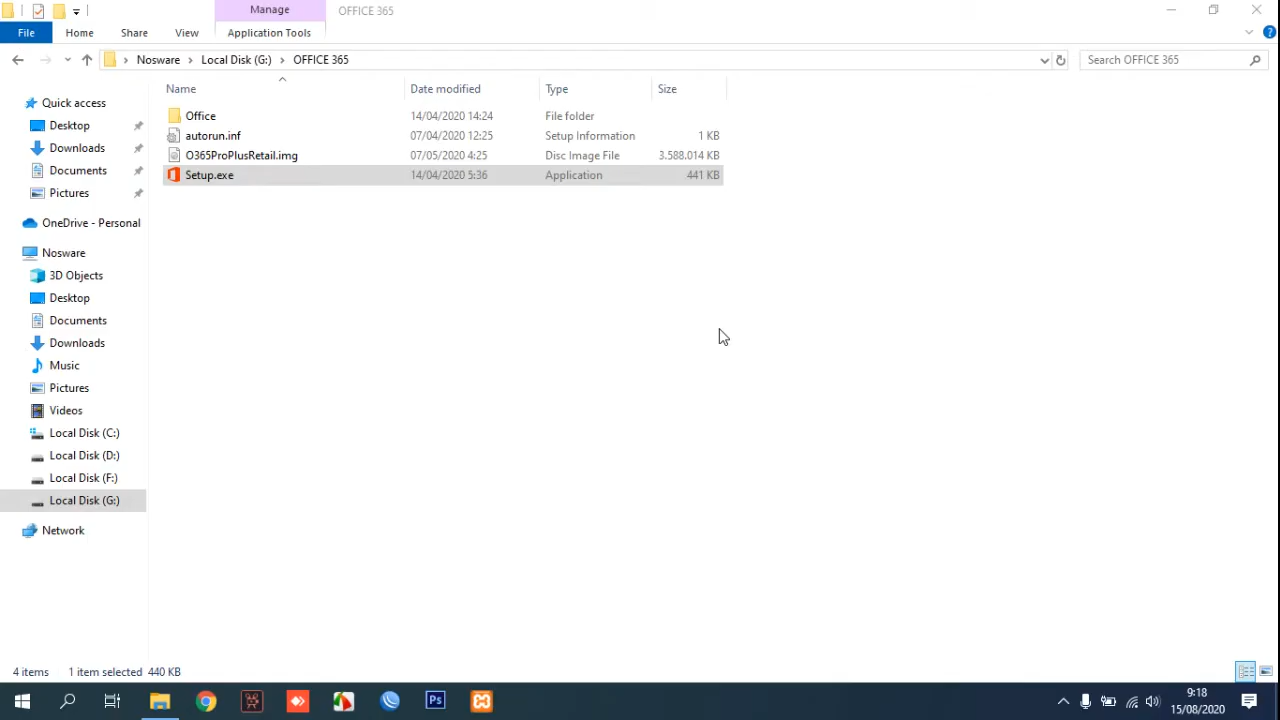 Manage
OFFICE 365
File
Home
Share
View
Application Tools
Nosware
Local Disk (G:)
OFFICE 365
Search OFFICE 365
Name
Date modified
Type
Size
Office
14/04/2020 14:24
File folder
autorun.inf
07/04/2020 12:25
Setup Information
1 KB
O365ProPlusRetail.img
07/05/2020 4:25
Disc Image File
3.588.014 KB
Setup.exe
14/04/2020 5:36
Application
441 KB
Quick access
Desktop
Downloads
Documents
Pictures
OneDrive - Personal
Nosware
3D Objects
Desktop
Documents
Downloads
Music
Pictures
Videos
Local Disk (C:)
Local Disk (D:)
Local Disk (F:)
Local Disk (G:)
Network
4 items
1 item selected 440 KB
Ps
9:18
15/08/2020